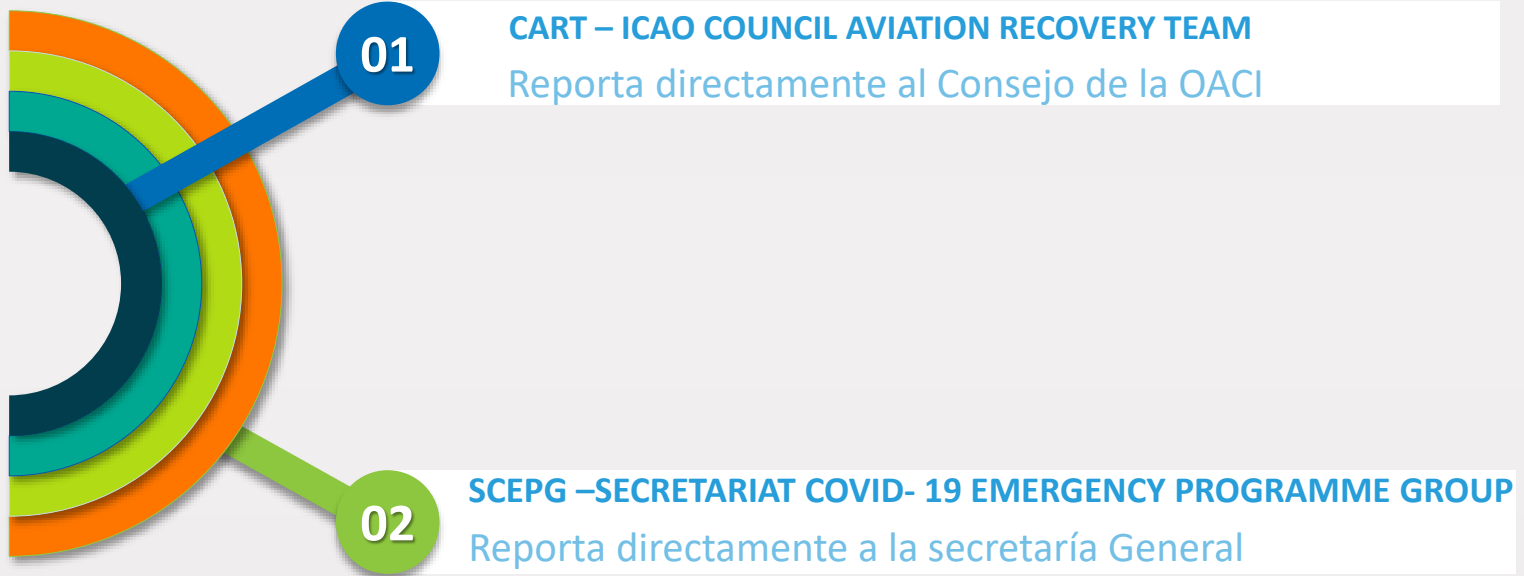 01
CART – ICAO COUNCIL AVIATION RECOVERY TEAM
Reporta directamente al Consejo de la OACI
02
SCEPG –SECRETARIAT COVID- 19 EMERGENCY PROGRAMME GROUP
Reporta directamente a la secretaría General